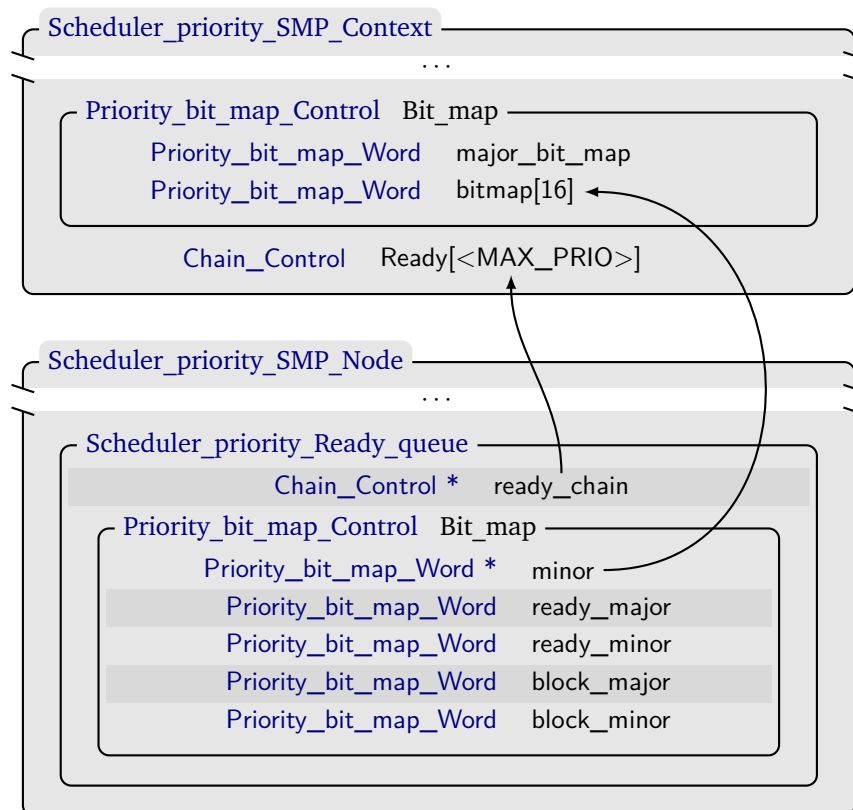 Scheduler_priority_SMP_Context
...
Priority_bit_map_Control Bit_map
Priority_bit_map_Word major_bit_map
Priority_bit_map_Word bitmap[16]
Chain_Control Ready[<MAX_PRIO>]
Scheduler_priority_SMP_Node
...
Scheduler_priority_Ready_queue
Chain_Control * ready_chain
Priority_bit_map_Control Bit_map
Priority_bit_map_Word * minor
Priority_bit_map_Word ready_major
Priority_bit_map_Word ready_minor
Priority_bit_map_Word block_major
Priority_bit_map_Word block_minor